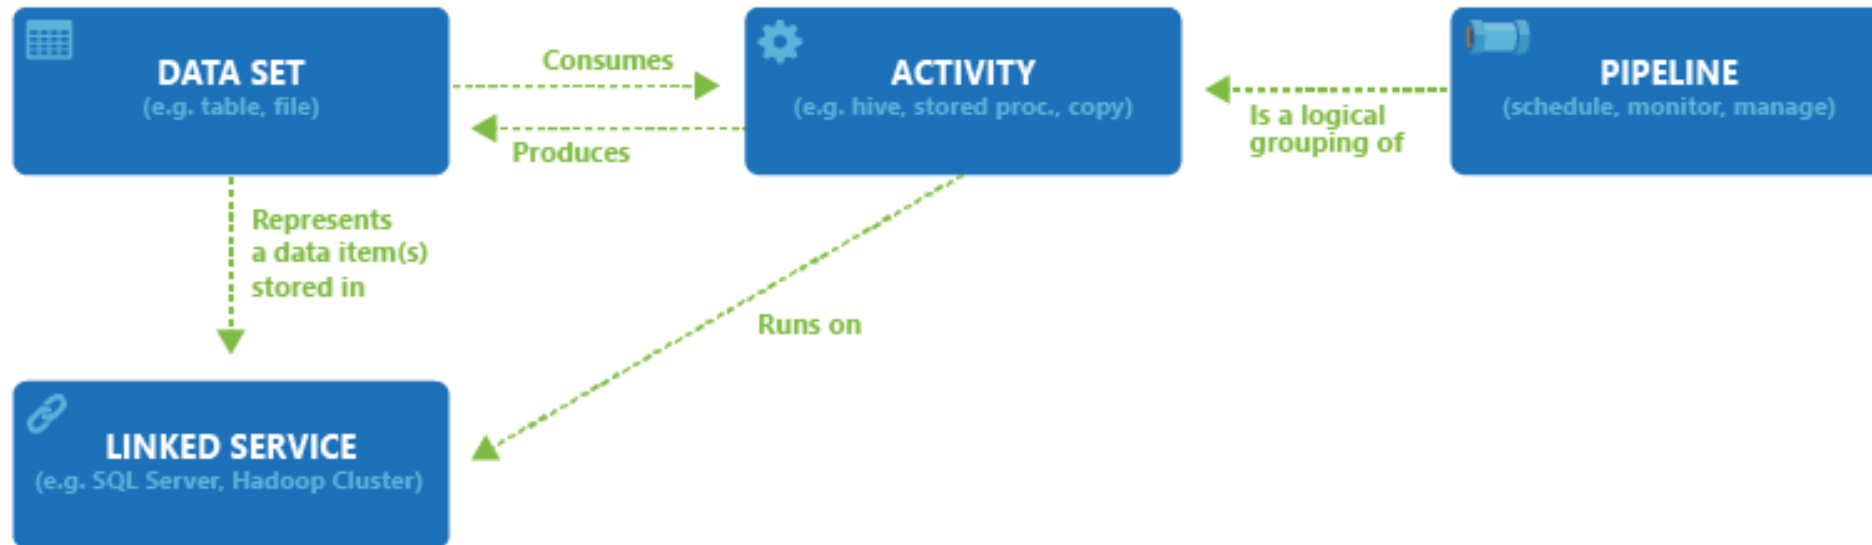 DATA SET
(e.g. table, file)
Consumes
Produces
ACTIVITY
(e.g. hive, stored proc., copy)
Is a logical
grouping of
PIPELINE
(schedule, monitor, manage)
Represents
a data item(s)
stored in
Runs on
LINKED SERVICE
(e.g. SQL Server, Hadoop Cluster)